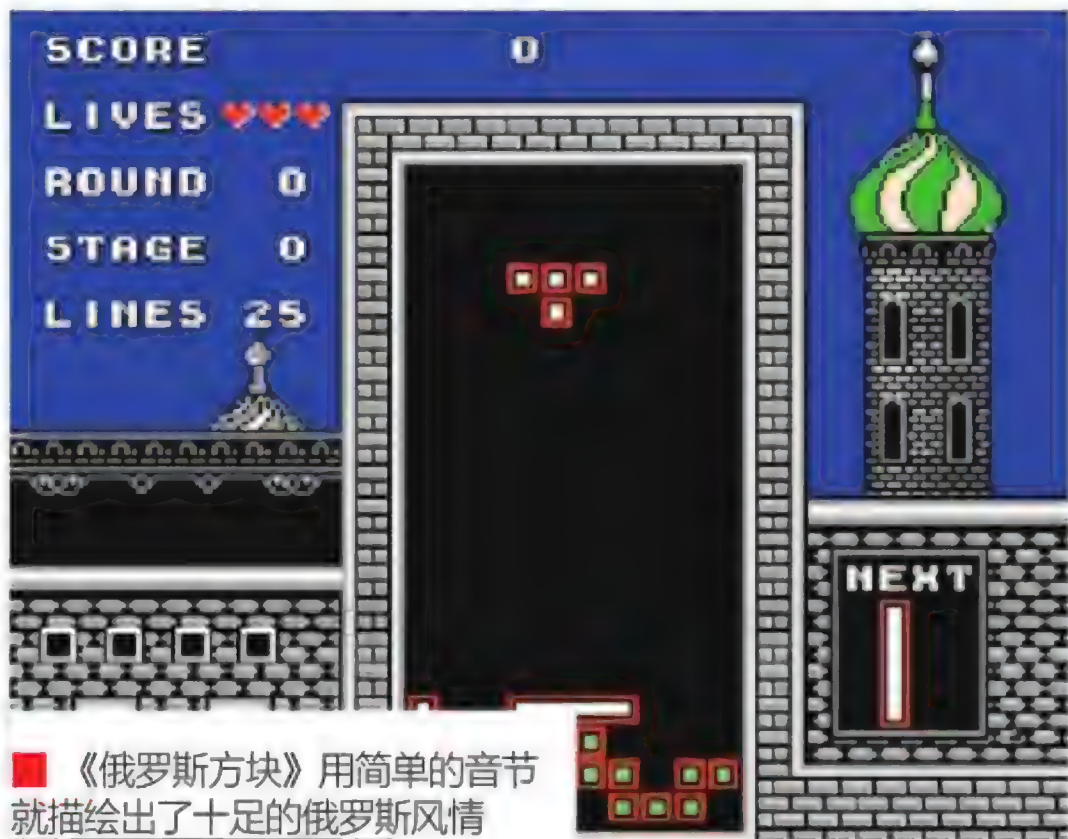 SCORE 0
LIVES
ROUND 0
STAGE 0
LINES 25
NEXT
《俄罗斯方块》用简单的音节
就描绘出了十足的俄罗斯风情